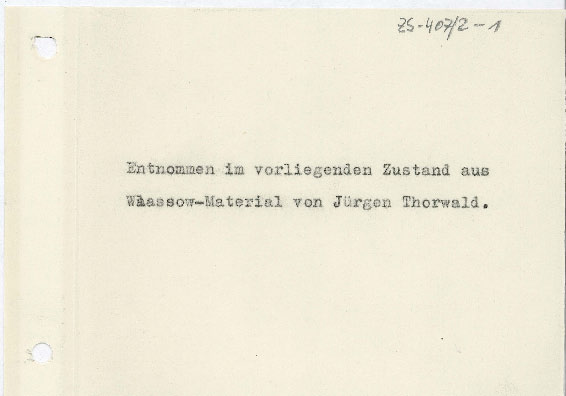 ZS-407/2-1
Entnommen im vorliegenden Zustand aus
Wlassow-Material von Jürgen Thorwald.